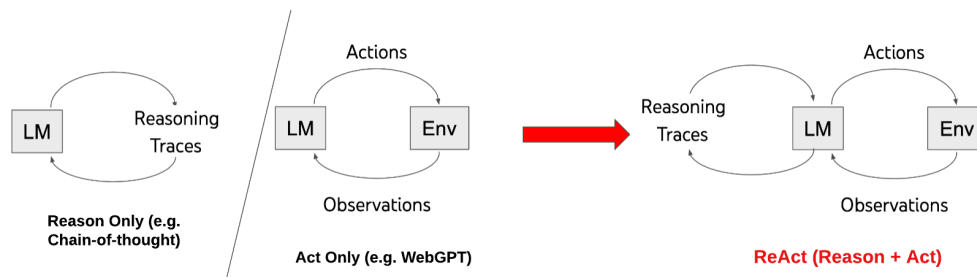 LM
Reasoning
Traces
Reason Only (e.g.
Chain-of-thought)
Actions
LM
Env
Observations
Act Only (e.g. WebGPT)
Reasoning
Traces
Actions
LM
Env
Observations
ReAct (Reason + Act)